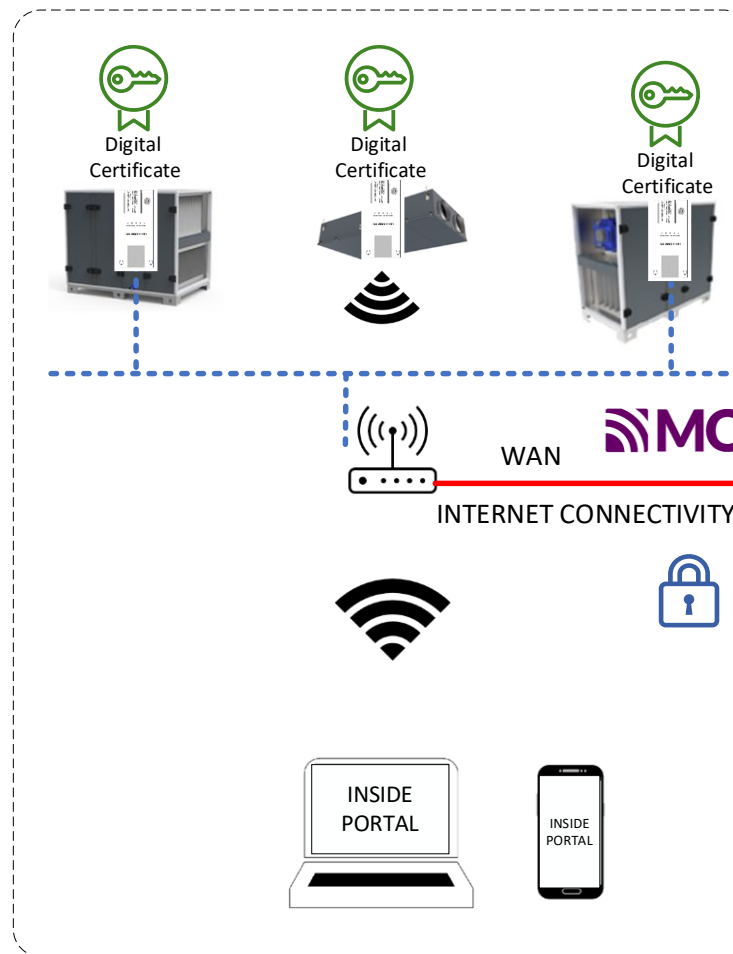 Digital
Certificate
Digital
Certificate
Digital
Certificate
WAN
INTERNET CONNECTIVITY
INSIDE
PORTAL
INSIDE
PORTAL